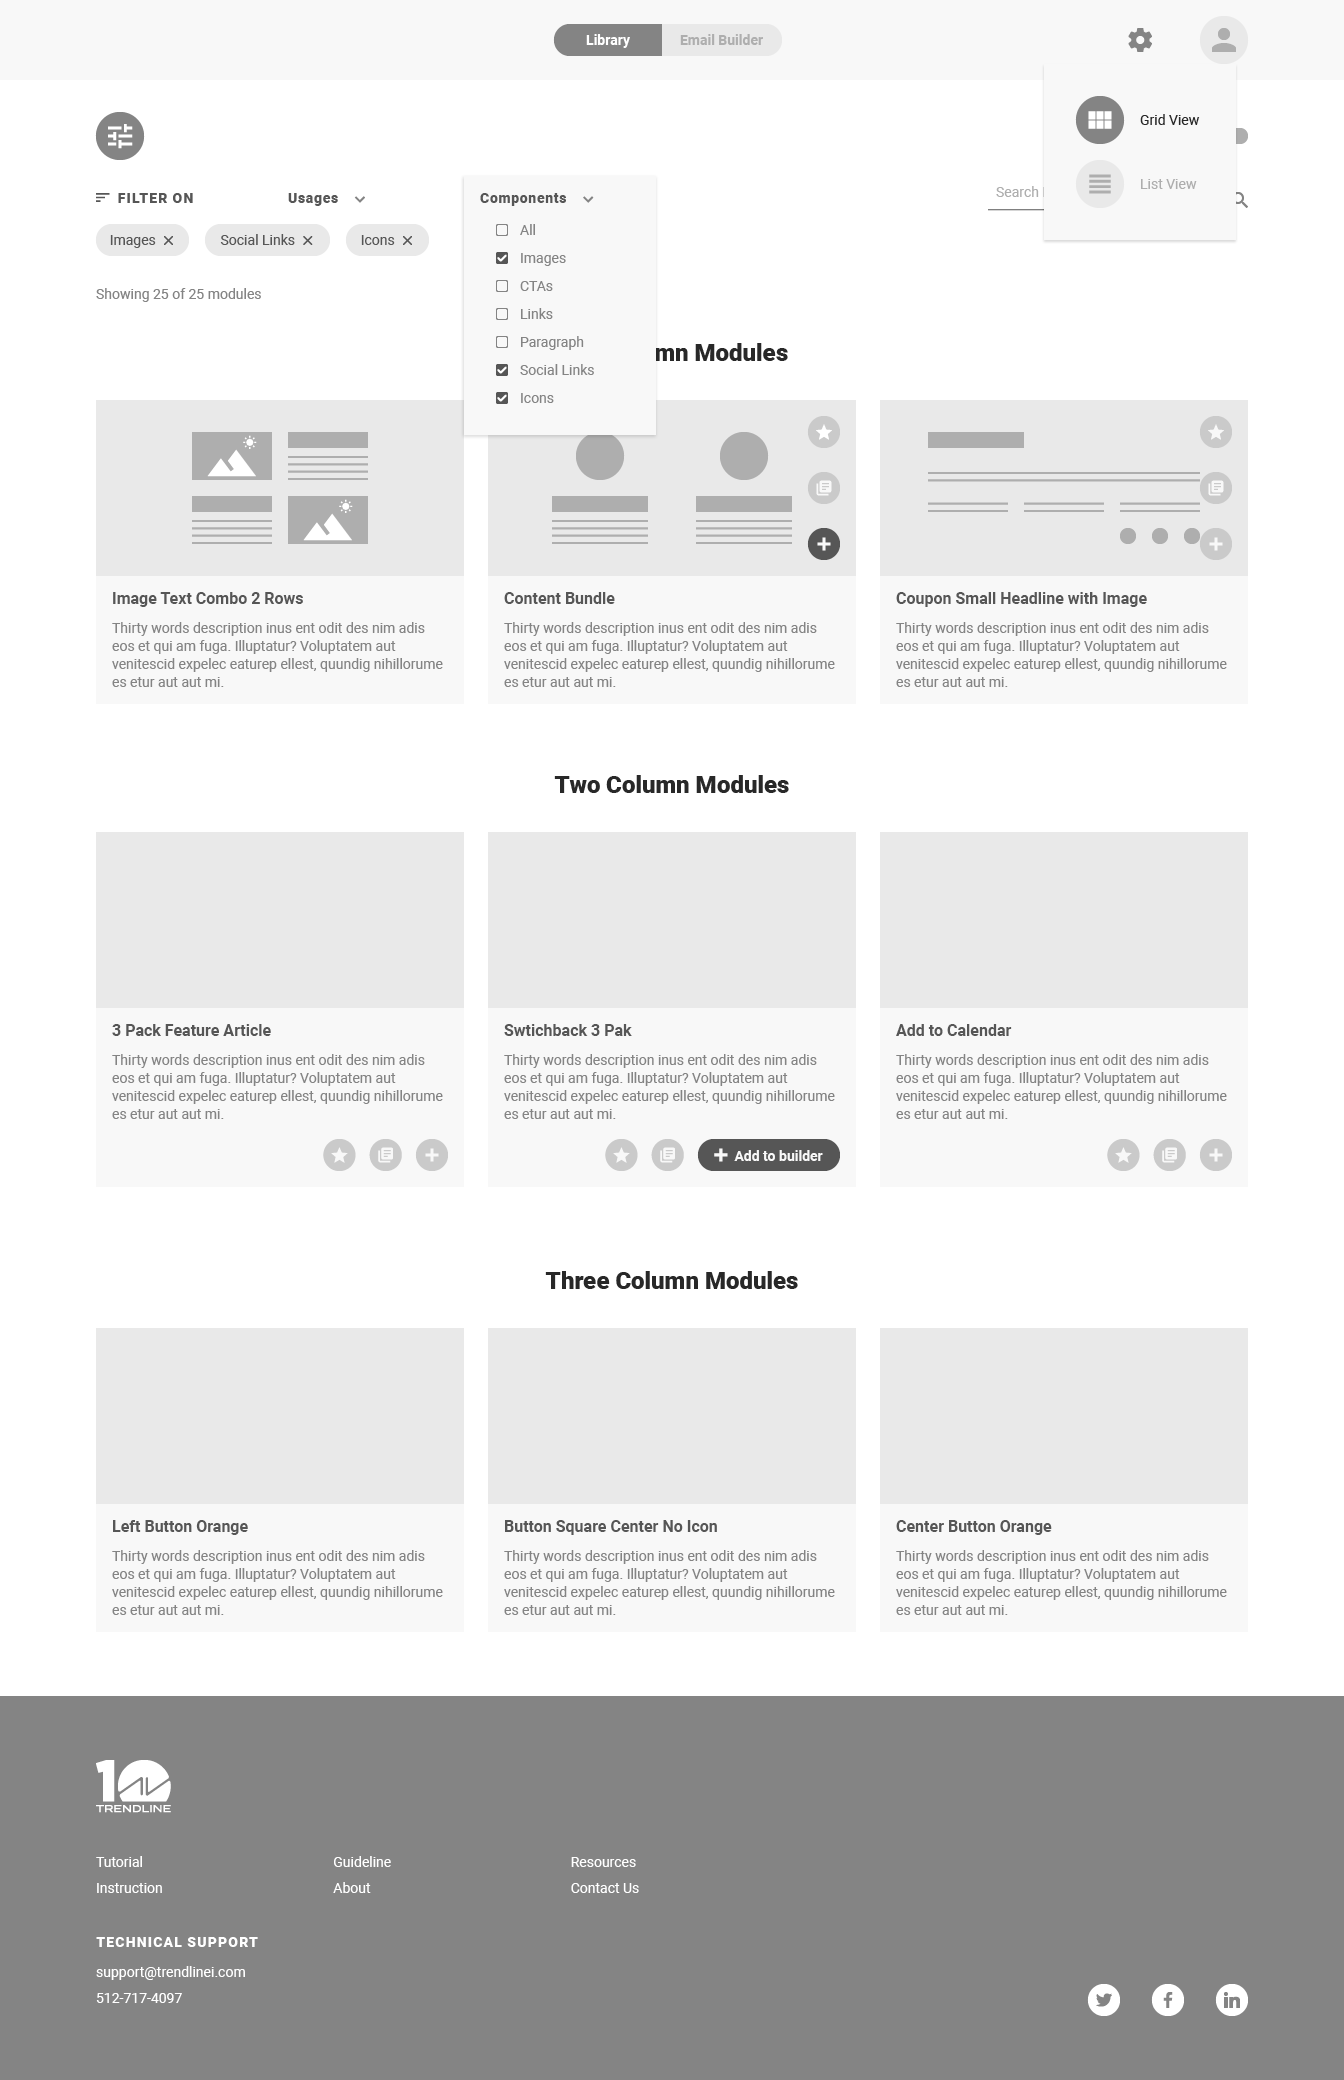 Library
Email Builder
Grid View
List View
FILTER ON
Usages
Components
Search
Images
Social Links
Icons
All
Images
CTAs
Links
Paragraph
Social Links
Icons
Showing 25 of 25 modules
mn Modules
Image Text Combo 2 Rows
Thirty words description inus ent odit des nim adis
eos et qui am fuga. Illuptatur? Voluptatem aut
venitescid expelec eaturep ellest, quundig nihillorume
es etur aut aut mi.
Content Bundle
Thirty words description inus ent odit des nim adis
eos et qui am fuga. Illuptatur? Voluptatem aut
venitescid expelec eaturep ellest, quundig nihillorume
es etur aut aut mi.
Coupon Small Headline with Image
Thirty words description inus ent odit des nim adis
eos et qui am fuga. Illuptatur? Voluptatem aut
venitescid expelec eaturep ellest, quundig nihillorume
es etur aut aut mi.
Two Column Modules
3 Pack Feature Article
Thirty words description inus ent odit des nim adis
eos et qui am fuga. Illuptatur? Voluptatem aut
venitescid expelec eaturep ellest, quundig nihillorume
es etur aut aut mi.
Swtichback 3 Pak
Thirty words description inus ent odit des nim adis
eos et qui am fuga. Illuptatur? Voluptatem aut
venitescid expelec eaturep ellest, quundig nihillorume
es etur aut aut mi.
Add to builder
Add to Calendar
Thirty words description inus ent odit des nim adis
eos et qui am fuga. Illuptatur? Voluptatem aut
venitescid expelec eaturep ellest, quundig nihillorume
es etur aut aut mi.
Three Column Modules
Left Button Orange
Thirty words description inus ent odit des nim adis
eos et qui am fuga. Illuptatur? Voluptatem aut
venitescid expelec eaturep ellest, quundig nihillorume
es etur aut aut mi.
Button Square Center No Icon
Thirty words description inus ent odit des nim adis
eos et qui am fuga. Illuptatur? Voluptatem aut
venitescid expelec eaturep ellest, quundig nihillorume
es etur aut aut mi.
Center Button Orange
Thirty words description inus ent odit des nim adis
eos et qui am fuga. Illuptatur? Voluptatem aut
venitescid expelec eaturep ellest, quundig nihillorume
es etur aut aut mi.
10
TRENDLINE
Tutorial
Guideline
Resources
Instruction
About
Contact Us
TECHNICAL SUPPORT
support@trendlinei.com
512-717-4097